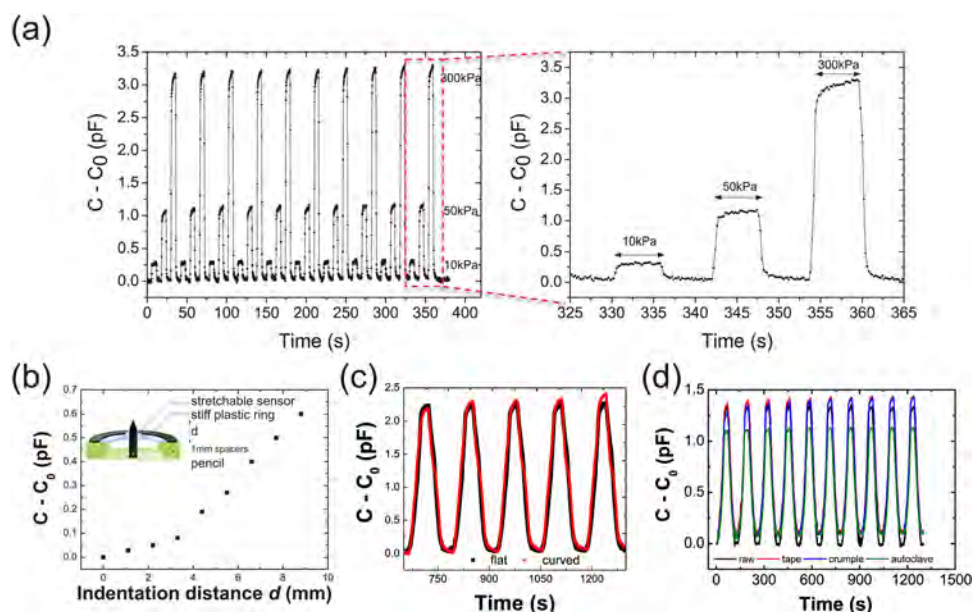 (a)
3.5
3.0
2.5
2.0
1.5
1.0
0.5
0.0
C - C0 (pF)
300kPa
50kPa
10kPa
0 50 100 150 200 250 300 350 400
Time (s)
3.5
3.0
2.5
2.0
1.5
1.0
0.5
0.0
C - C0 (pF)
300kPa
50kPa
10kPa
325 330 335 340 345 350 355 360 365
Time (s)
(b)
0.7
0.6
0.5
0.4
0.3
0.2
0.1
0.0
C - C0 (pF)
stretchable sensor
stiff plastic ring
d
1mm spacers
pencil
0 2 4 6 8 10
Indentation distance d (mm)
(c)
2.5
2.0
1.5
1.0
0.5
0.0
C - C0 (pF)
flat curved
750 900 1050 1200
Time (s)
(d)
1.5
1.0
0.5
0.0
C - C0 (pF)
raw tape crumple autoclave
0 300 600 900 1200 1500
Time (s)